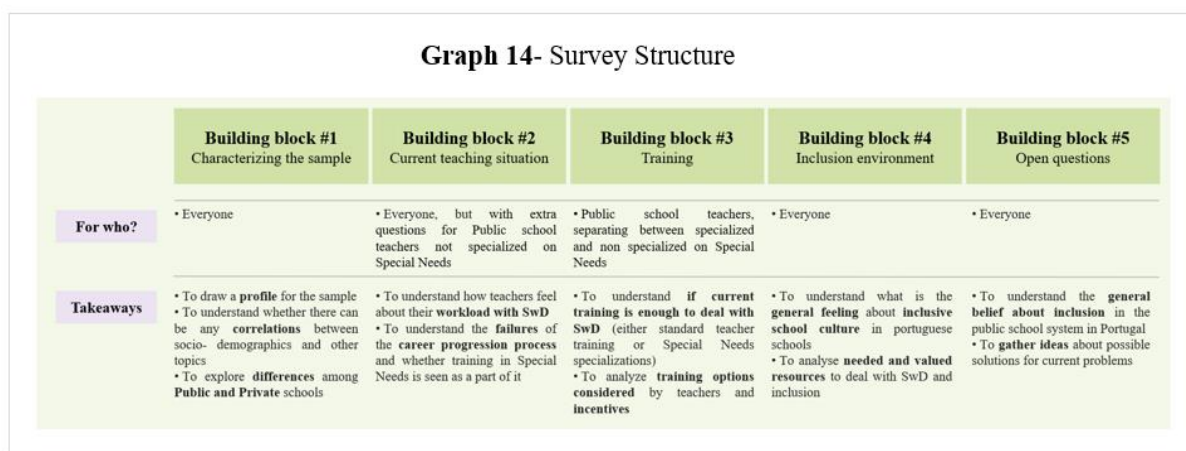 Graph 14- Survey Structure
Building block #1
Characterizing the sample
Building block #2
Current teaching situation
Building block #3
Training
Building block #4
Inclusion environment
Building block #5
Open questions
For who?
• Everyone
• Everyone, but with extra
questions for Public school
teachers not specialized on
Special Needs
• Public school teachers,
separating between specialized
and non specialized on Special
Needs
• Everyone
• Everyone
Takeaways
• To draw a profile for the sample
• To understand whether there can
be any correlations between
socio- demographics and other
topics
• To explore differences among
Public and Private schools
• To understand how teachers feel
about their workload with SwD
• To understand the failures of
the career progression process
and whether training in Special
Needs is seen as a part of it
• To understand if current
training is enough to deal with
SwD (either standard teacher
training or Special Needs
specializations)
• To analyze training options
considered by teachers and
incentives
• To understand what is the
general feeling about inclusive
school culture in portuguese
schools
• To analyse needed and valued
resources to deal with SwD and
inclusion
• To understand the general
belief about inclusion in the
public school system in Portugal
• To gather ideas about possible
solutions for current problems